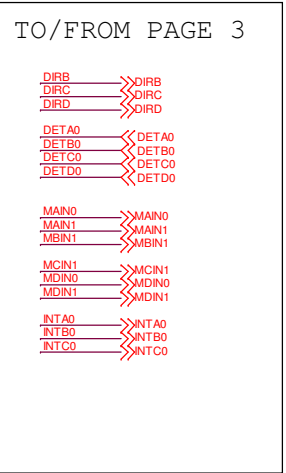 TO/FROM PAGE 3
DIRB DIRB
DIRC DIRC
DIRD DIRD
DETA0 DETA0
DETB0 DETB0
DETC0 DETC0
DETD0 DETD0
MAIN0 MAIN0
MAIN1 MAIN1
MBIN1 MBIN1
MCIN1 MCIN1
MDIN0 MDIN0
MDIN1 MDIN1
INTA0 INTA0
INTB0 INTB0
INTC0 INTC0